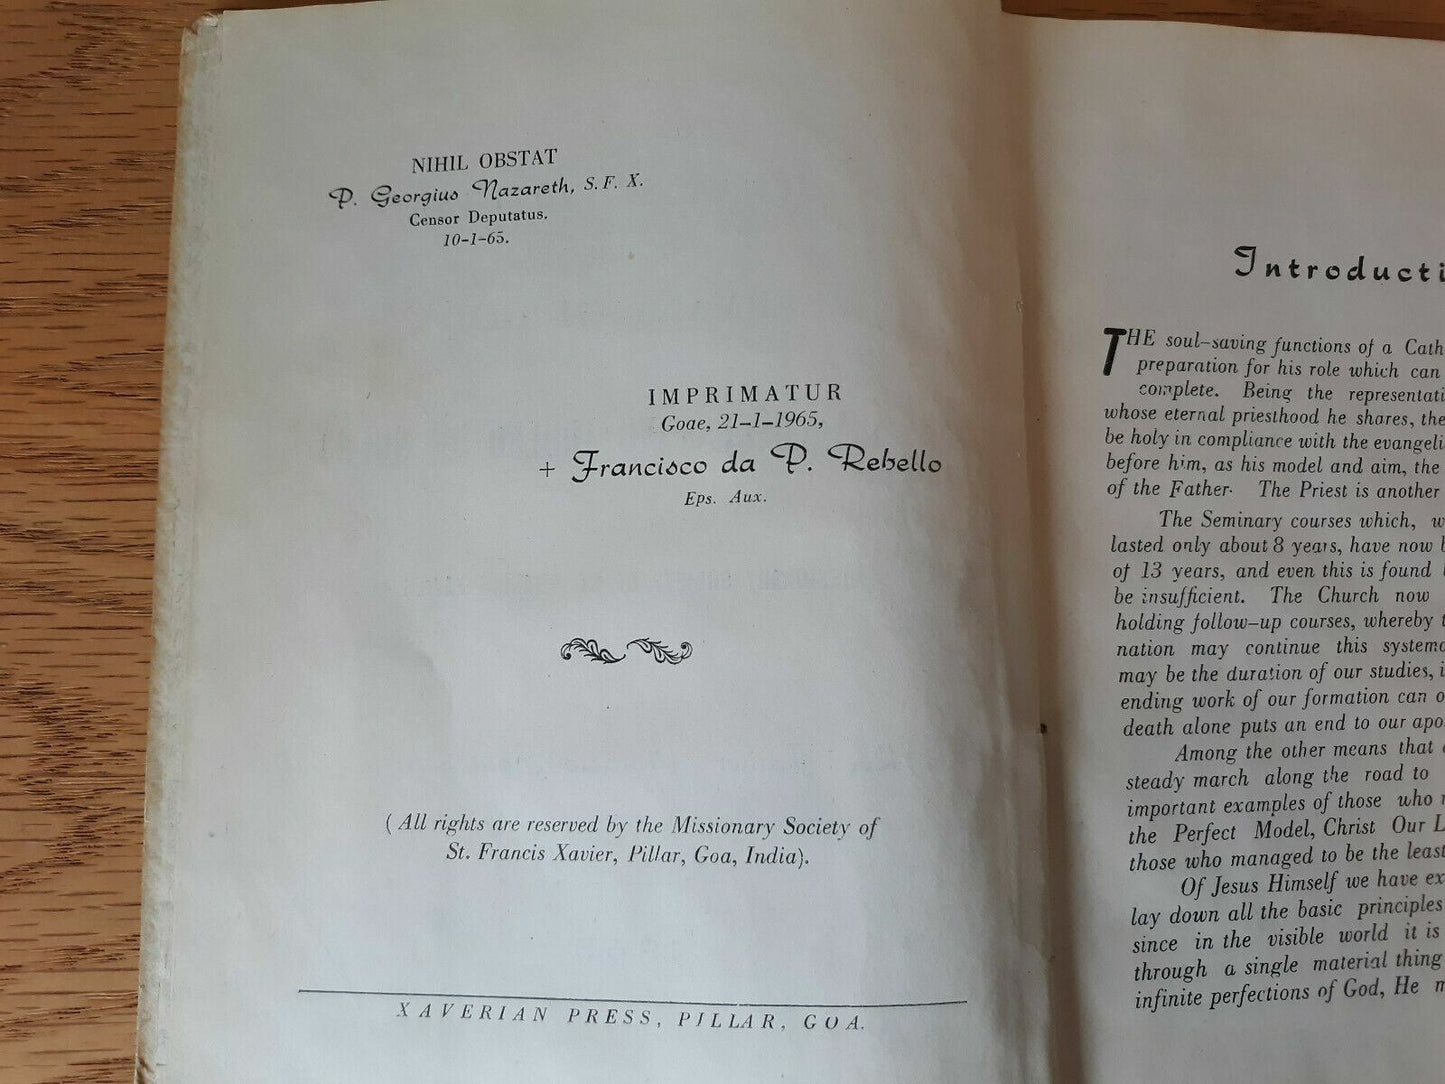 NIHIL OBSTAT
P. Georgius Nazareth, S. F. X.
Censor Deputatus.
10-1-65.
IMPRIMATUR
Goae, 21-1-1965,
+ Francisco da P. Rebello
Eps. Aux.
( All rights are reserved by the Missionary Society of
St. Francis Xavier, Pillar, Goa, India).
XAVERIAN PRESS, PILLAR, GOA.
Introducti
THE soul-saving functions of a Cath
preparation for his role which can
complete. Being the representati
whose eternal priesthood he shares, the
be holy in compliance with the evangeli
before him, as his model and aim, the
of the Father. The Priest is another
The Seminary courses which, w
lasted only about 8 years, have now b
of 13 years, and even this is found
be insufficient. The Church now
holding follow-up courses, whereby t
nation may continue this systema
may be the duration of our studies, i
ending work of our formation can o
death alone puts an end to our apo
Among the other means that
steady march along the road to
important examples of those who
the Perfect Model, Christ Our L
those who managed to be the least
Of Jesus Himself we have ex
lay down all the basic principles
since in the visible world it is
through a single material thing
infinite perfections of God, He m